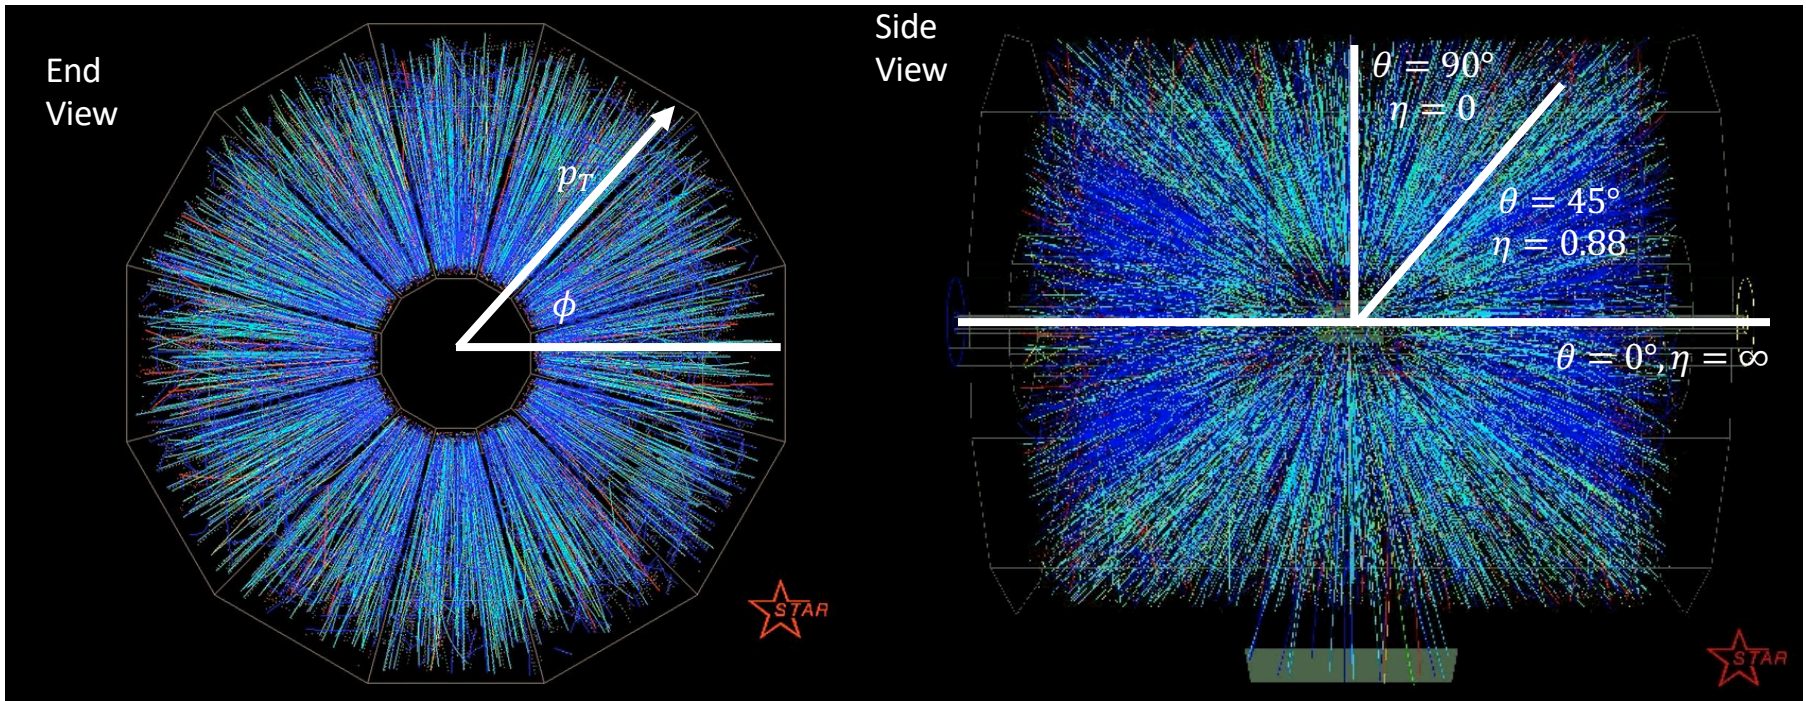 End
View
p_T
ϕ
STAR
Side
View
θ = 90°
η = 0
θ = 45°
η = 0.88
θ = 0°, η = ∞
STAR